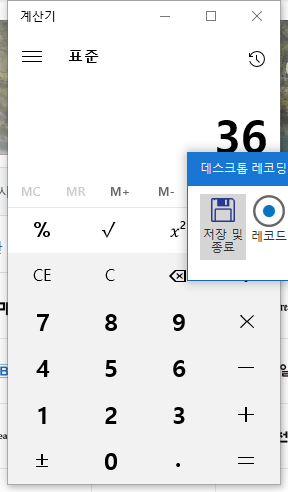 계산기
표준
36
데스크톱 레코딩
MC MR M+ M-
저장 및
종료
레코드
% √ x²
CE C
7 8 9 ×
4 5 6 −
1 2 3 +
± 0 . =